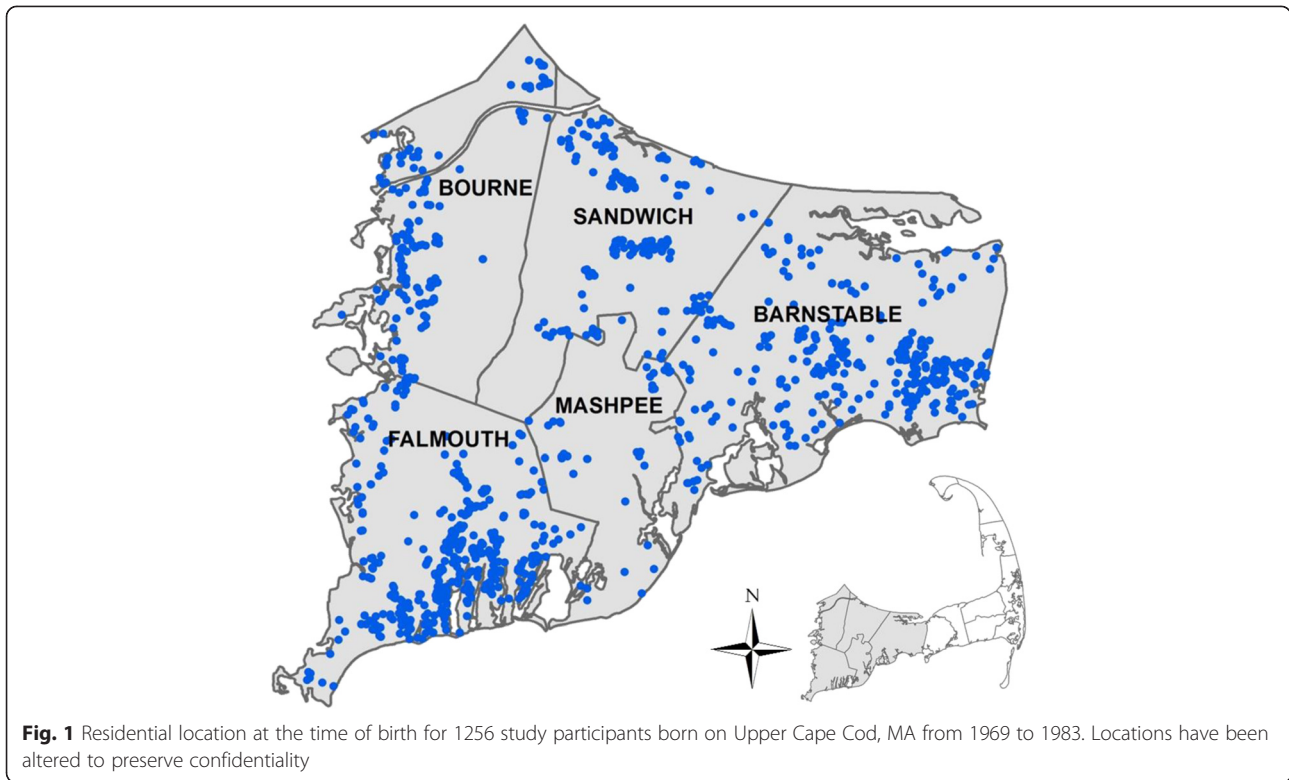 BOURNE
SANDWICH
BARNSTABLE
MASHPEE
FALMOUTH
N
Fig. 1 Residential location at the time of birth for 1256 study participants born on Upper Cape Cod, MA from 1969 to 1983. Locations have been
altered to preserve confidentiality